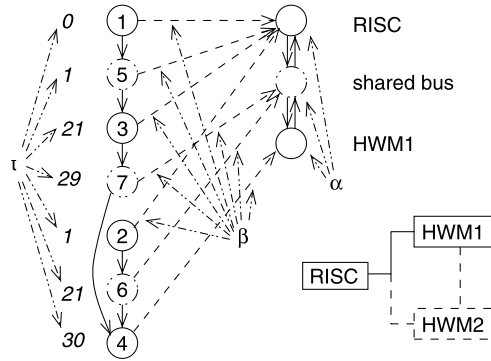 0 1 RISC
1 5 shared bus
21 3 HWM1
τ 29 7 α
1 2 β HWM1
RISC
21 6
HWM2
30 4